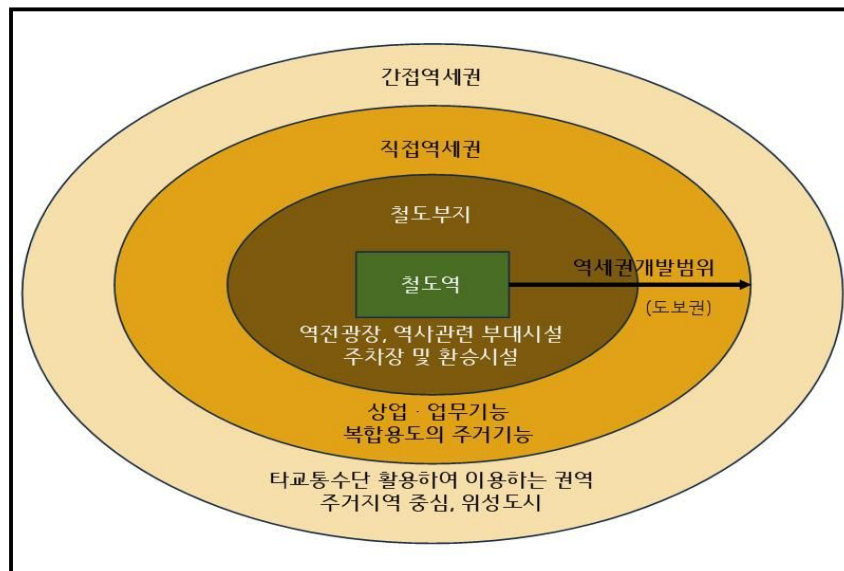 간접역세권
직접역세권
철도부지
철도역
역세권개발범위
(도보권)
역전광장, 역사관련 부대시설
주차장 및 환승시설
상업 · 업무기능
복합용도의 주거기능
타교통수단 활용하여 이용하는 권역
주거지역 중심, 위성도시